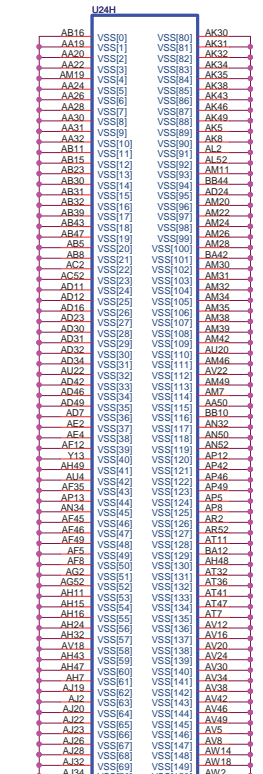 U24H
AB16 VSS[0] VSS[80] AK30
AA19 VSS[1] VSS[81] AK31
AA20 VSS[2] VSS[82] AK32
AA22 VSS[3] VSS[83] AK34
AM19 VSS[4] VSS[84] AK35
AA24 VSS[5] VSS[85] AK38
AA26 VSS[6] VSS[86] AK43
AA28 VSS[7] VSS[87] AK46
AA30 VSS[8] VSS[88] AK49
AA31 VSS[9] VSS[89] AK5
AA32 VSS[10] VSS[90] AK8
AB11 VSS[11] VSS[91] AL2
AB15 VSS[12] VSS[92] AL52
AB23 VSS[13] VSS[93] AM11
AB30 VSS[14] VSS[94] BB44
AB31 VSS[15] VSS[95] AD24
AB32 VSS[16] VSS[96] AM20
AB39 VSS[17] VSS[97] AM22
AB43 VSS[18] VSS[98] AM24
AB47 VSS[19] VSS[99] AM26
AB5 VSS[20] VSS[100] AM28
AB8 VSS[21] VSS[101] BA42
AC2 VSS[22] VSS[102] AM30
AC52 VSS[23] VSS[103] AM31
AD11 VSS[24] VSS[104] AM32
AD12 VSS[25] VSS[105] AM34
AD16 VSS[26] VSS[106] AM35
AD23 VSS[27] VSS[107] AM38
AD30 VSS[28] VSS[108] AM39
AD31 VSS[29] VSS[109] AM42
AD32 VSS[30] VSS[110] AU20
AD34 VSS[31] VSS[111] AM46
AU22 VSS[32] VSS[112] AV22
AD42 VSS[33] VSS[113] AM49
AD46 VSS[34] VSS[114] AM7
AD49 VSS[35] VSS[115] AA50
AD7 VSS[36] VSS[116] BB10
AE2 VSS[37] VSS[117] AN32
AE4 VSS[38] VSS[118] AN50
AF12 VSS[39] VSS[119] AN52
Y13 VSS[40] VSS[120] AP12
AH49 VSS[41] VSS[121] AP42
AU4 VSS[42] VSS[122] AP46
AF35 VSS[43] VSS[123] AP49
AP13 VSS[44] VSS[124] AP5
AN34 VSS[45] VSS[125] AP8
AF45 VSS[46] VSS[126] AR2
AF46 VSS[47] VSS[127] AR52
AF49 VSS[48] VSS[128] AT11
AF5 VSS[49] VSS[129] BA12
AF8 VSS[50] VSS[130] AH48
AG2 VSS[51] VSS[131] AT32
AG52 VSS[52] VSS[132] AT36
AH11 VSS[53] VSS[133] AT41
AH15 VSS[54] VSS[134] AT47
AH16 VSS[55] VSS[135] AT7
AH24 VSS[56] VSS[136] AV12
AH32 VSS[57] VSS[137] AV16
AV18 VSS[58] VSS[138] AV20
AH43 VSS[59] VSS[139] AV24
AH47 VSS[60] VSS[140] AV30
AH7 VSS[61] VSS[141] AV34
AJ19 VSS[62] VSS[142] AV38
AJ2 VSS[63] VSS[143] AV42
AJ20 VSS[64] VSS[144] AV46
AJ22 VSS[65] VSS[145] AV49
AJ23 VSS[66] VSS[146] AV5
AJ26 VSS[67] VSS[147] AV8
AJ28 VSS[68] VSS[148] AW14
AJ32 VSS[69] VSS[149] AW18
AJ34 AW2